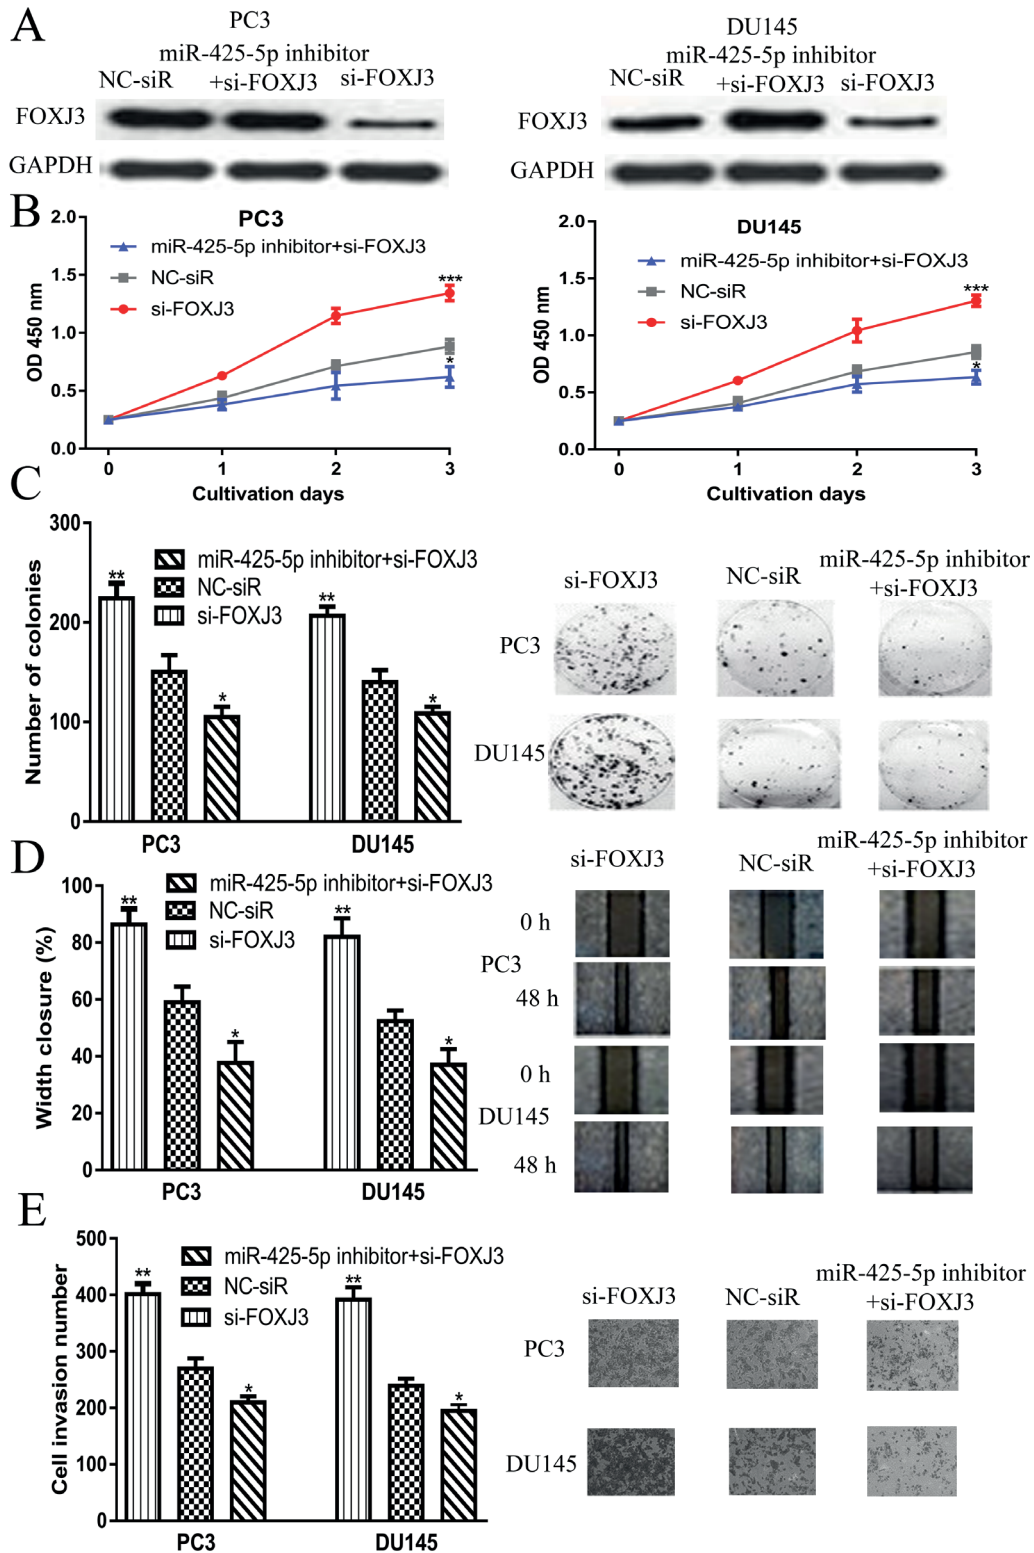 A
PC3
DU145
miR-425-5p inhibitor
miR-425-5p inhibitor
NC-siR
+si-FOXJ3
si-FOXJ3
NC-siR
+si-FOXJ3
si-FOXJ3
FOXJ3
FOXJ3
GAPDH
GAPDH
B
PC3
miR-425-5p inhibitor+si-FOXJ3
NC-siR
si-FOXJ3
OD 450 nm
2.0
1.5
1.0
0.5
0.0
***
*
0 1 2 3
Cultivation days
DU145
miR-425-5p inhibitor+si-FOXJ3
NC-siR
si-FOXJ3
OD 450 nm
2.0
1.5
1.0
0.5
0.0
***
*
0 1 2 3
Cultivation days
C
Number of colonies
300
200
100
0
miR-425-5p inhibitor+si-FOXJ3
NC-siR
si-FOXJ3
**
*
**
*
PC3 DU145
si-FOXJ3
NC-siR
miR-425-5p inhibitor
+si-FOXJ3
PC3
DU145
D
Width closure (%)
100
80
60
40
20
0
miR-425-5p inhibitor+si-FOXJ3
NC-siR
si-FOXJ3
**
*
**
*
PC3 DU145
si-FOXJ3
NC-siR
miR-425-5p inhibitor
+si-FOXJ3
0 h
PC3
48 h
0 h
DU145
48 h
E
Cell invasion number
500
400
300
200
100
0
miR-425-5p inhibitor+si-FOXJ3
NC-siR
si-FOXJ3
**
*
**
*
PC3 DU145
si-FOXJ3
NC-siR
miR-425-5p inhibitor
+si-FOXJ3
PC3
DU145